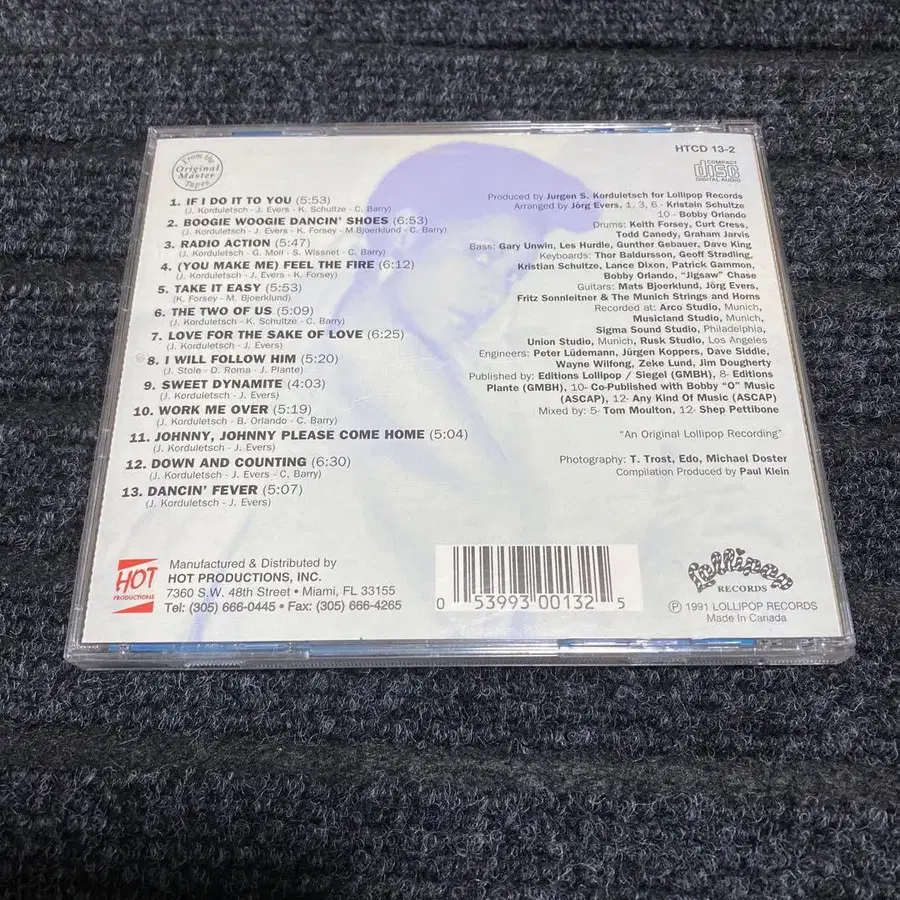 From the
Original
Master
Tapes
1. IF I DO IT TO YOU (5:53)
(J. Korduletsch - J. Evers - K. Schultze - C. Barry)
2. BOOGIE WOOGIE DANCIN' SHOES (6:53)
(J. Korduletsch - J. Evers - K. Forsey - M.Bjoerklund - C. Barry)
3. RADIO ACTION (5:47)
(J. Korduletsch - G. Moll - S. Wissnet - C. Barry)
4. (YOU MAKE ME) FEEL THE FIRE (6:12)
(J. Korduletsch - J. Evers - K. Forsey)
5. TAKE IT EASY (5:53)
(K. Forsey - M. Bjoerklund)
6. THE TWO OF US (5:09)
(J. Korduletsch - K. Schultze - C. Barry)
7. LOVE FOR THE SAKE OF LOVE (6:25)
(J. Korduletsch - J. Evers)
8. I WILL FOLLOW HIM (5:20)
(J. Stole - D. Roma - J. Plante)
9. SWEET DYNAMITE (4:03)
(J. Korduletsch - J. Evers)
10. WORK ME OVER (5:19)
(J. Korduletsch - B. Orlando - C. Barry)
11. JOHNNY, JOHNNY PLEASE COME HOME (5:04)
(J. Korduletsch - J. Evers)
12. DOWN AND COUNTING (6:30)
(J. Korduletsch - J. Evers - C. Barry)
13. DANCIN' FEVER (5:07)
(J. Korduletsch - J. Evers)
HTCD 13-2
COMPACT
disc
DIGITAL AUDIO
Produced by Jurgen S. Korduletsch for Lollipop Records
Arranged by Jörg Evers, 1, 3, 6 - Kristain Schultze
10 - Bobby Orlando
Drums: Keith Forsey, Curt Cress,
Todd Canedy, Graham Jarvis
Bass: Gary Unwin, Les Hurdle, Gunther Gebauer, Dave King
Keyboards: Thor Baldursson, Geoff Stradling,
Kristian Schultze, Lance Dixon, Patrick Gammon,
Bobby Orlando, "Jigsaw" Chase
Guitars: Mats Bjoerklund, Jörg Evers,
Fritz Sonnleitner & The Munich Strings and Horns
Recorded at: Arco Studio, Munich,
Musicland Studio, Munich,
Sigma Sound Studio, Philadelphia,
Union Studio, Munich, Rusk Studio, Los Angeles
Engineers: Peter Lüdemann, Jürgen Koppers, Dave Siddle,
Wayne Wilfong, Zeke Lund, Jim Dougherty
Published by: Editions Lollipop / Siegel (GMBH), 8- Editions
Plante (GMBH), 10- Co-Published with Bobby "O" Music
(ASCAP), 12- Any Kind Of Music (ASCAP)
Mixed by: 5- Tom Moulton, 12- Shep Pettibone
"An Original Lollipop Recording"
Photography: T. Trost, Edo, Michael Doster
Compilation Produced by Paul Klein
HOT
PRODUCTIONS
Manufactured & Distributed by
HOT PRODUCTIONS, INC.
7360 S.W. 48th Street • Miami, FL 33155
Tel: (305) 666-0445 • Fax: (305) 666-4265
0 53993 00132 5
Lollipop
RECORDS
℗ 1991 LOLLIPOP RECORDS
Made In Canada